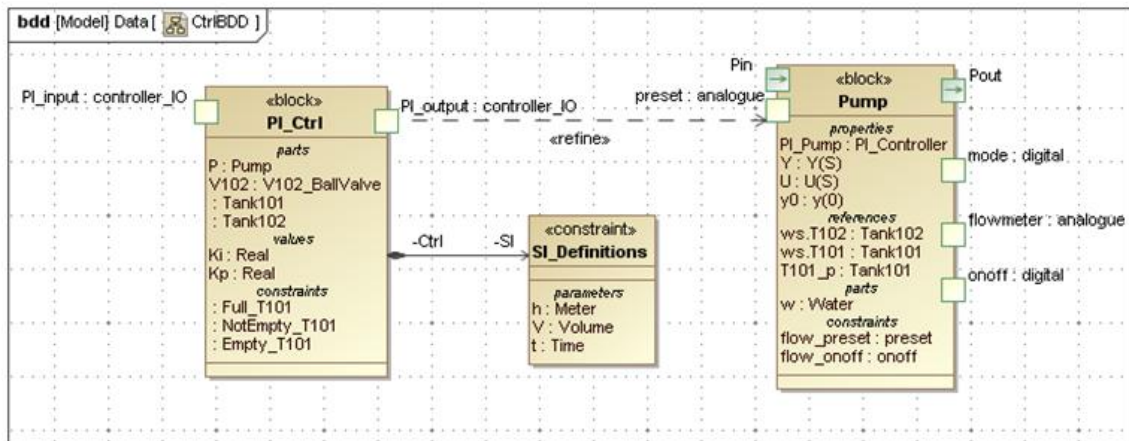 bdd [Model] Data [ CtrlBDD ]
PI_input : controller_IO
«block»
PI_Ctrl
parts
P : Pump
V102 : V102_BallValve
: Tank101
: Tank102
values
Ki : Real
Kp : Real
constraints
: Full_T101
: NotEmpty_T101
: Empty_T101
PI_output : controller_IO
«refine»
-Ctrl
-SI
«constraint»
SI_Definitions
parameters
h : Meter
V : Volume
t : Time
Pin
preset : analogue
«block»
Pump
properties
PI_Pump : PI_Controller
Y : Y(S)
U : U(S)
y0 : y(0)
references
ws.T102 : Tank102
ws.T101 : Tank101
T101_p : Tank101
parts
w : Water
constraints
flow_preset : preset
flow_onoff : onoff
Pout
mode : digital
flowmeter : analogue
onoff : digital